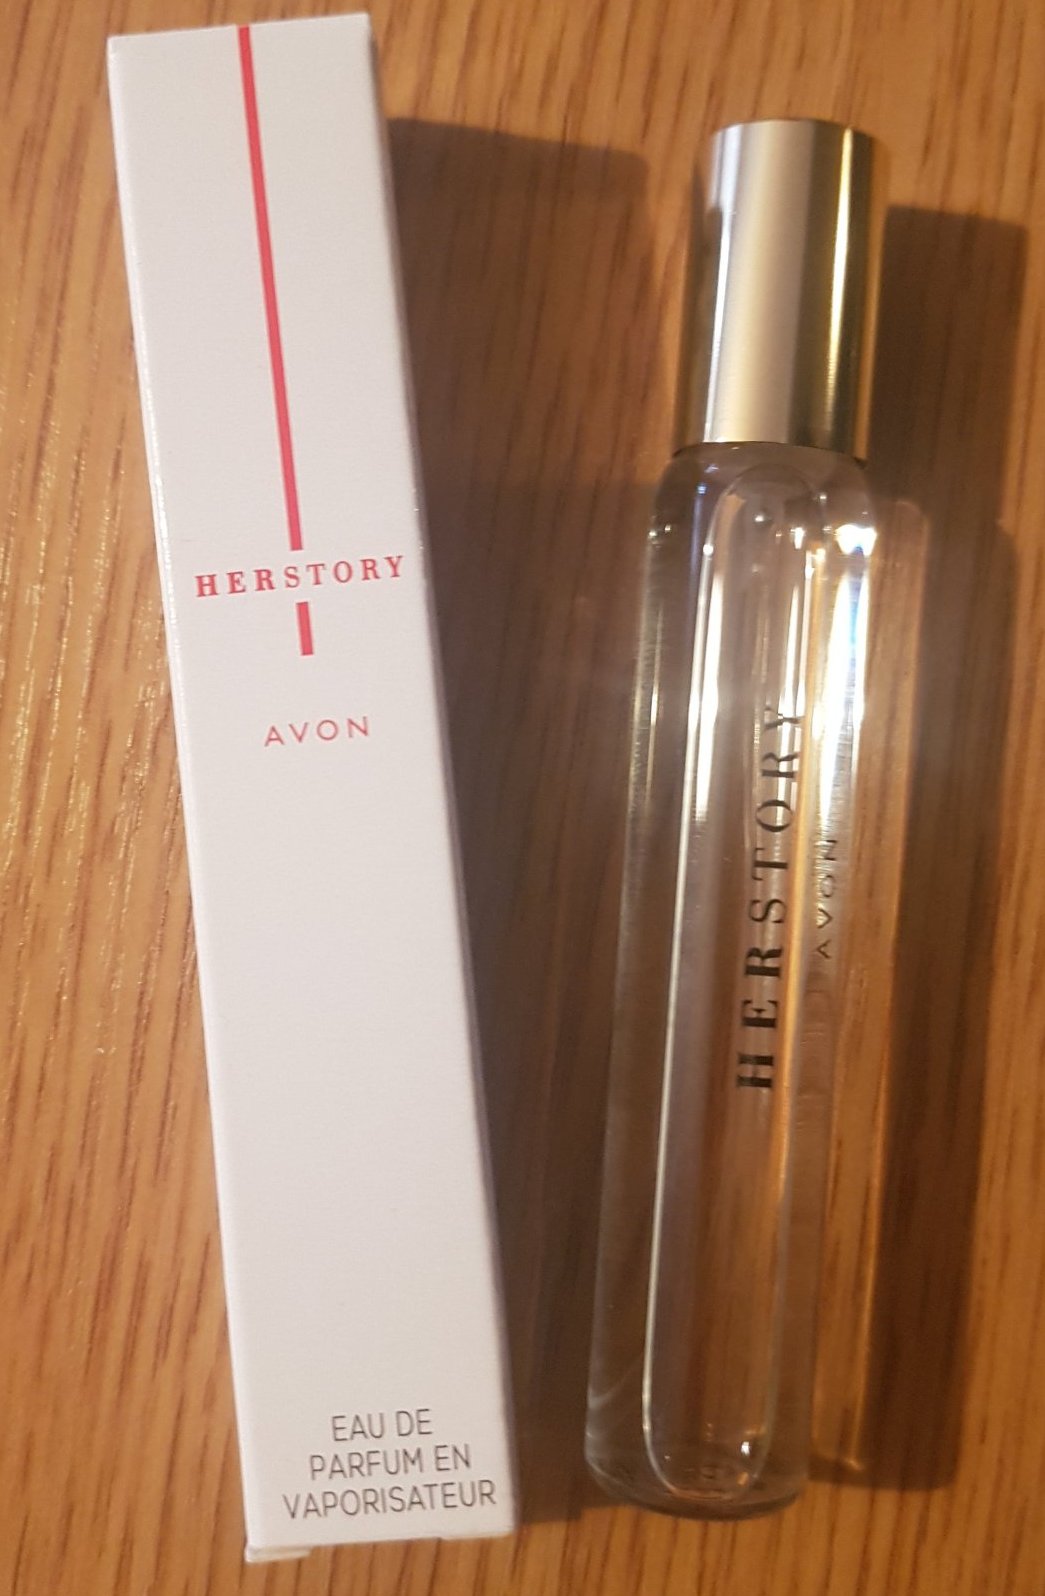 HERSTORY
AVON
EAU DE
PARFUM EN
VAPORISATEUR
HERSTORY
AVON